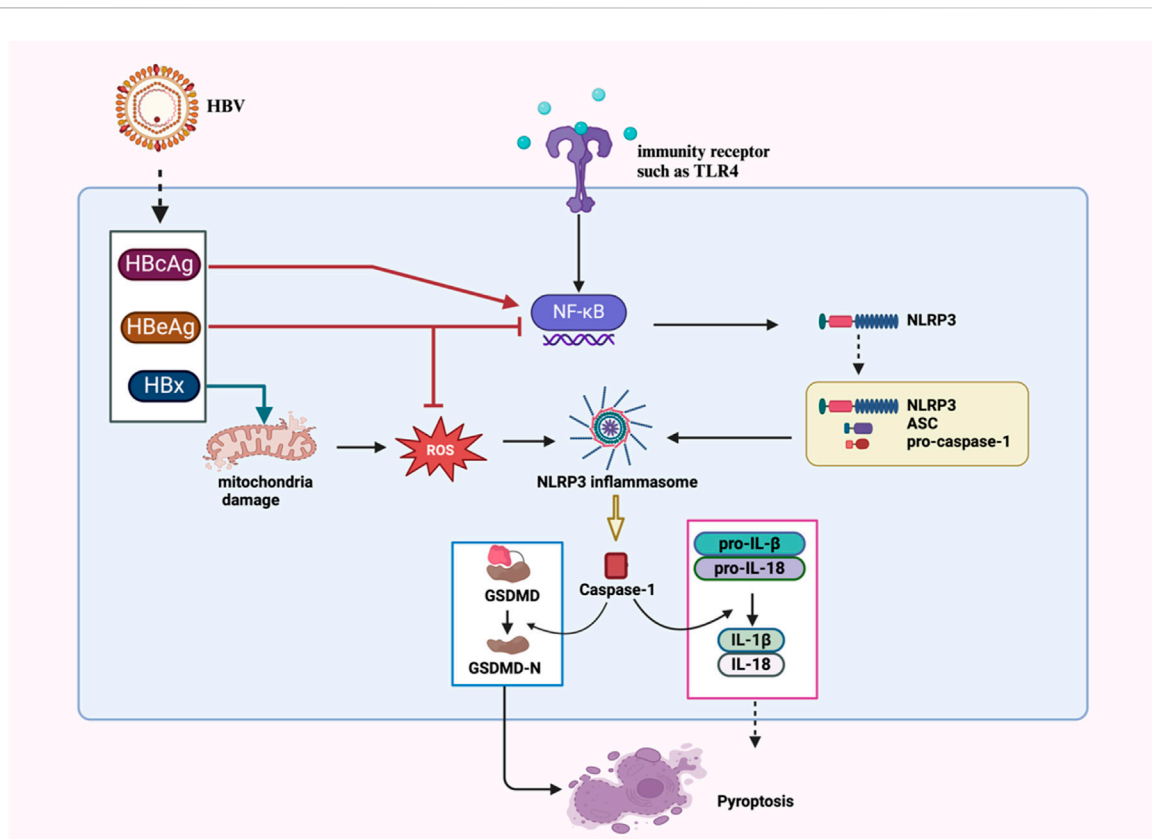 HBV
immunity receptor
such as TLR4
HBcAg
HBeAg
HBx
NF-κB
NLRP3
NLRP3
ASC
pro-caspase-1
ROS
mitochondria
damage
NLRP3 inflammasome
Caspase-1
GSDMD
GSDMD-N
pro-IL-β
pro-IL-18
IL-1β
IL-18
Pyroptosis